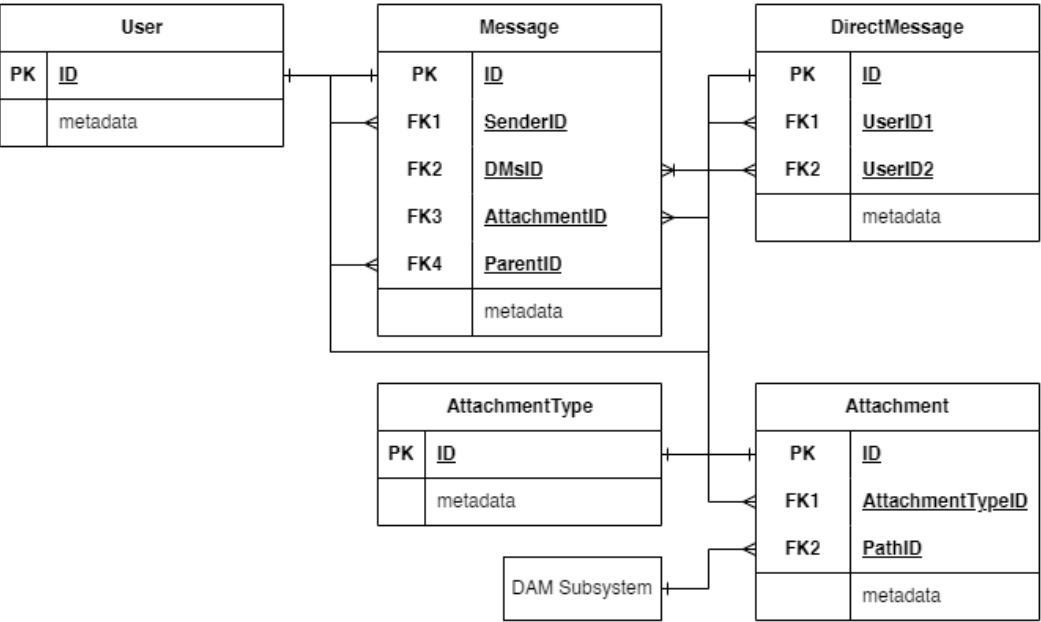 User
PK ID
metadata
Message
PK ID
FK1 SenderID
FK2 DMsID
FK3 AttachmentID
FK4 ParentID
metadata
DirectMessage
PK ID
FK1 UserID1
FK2 UserID2
metadata
AttachmentType
PK ID
metadata
Attachment
PK ID
FK1 AttachmentTypeID
FK2 PathID
metadata
DAM Subsystem